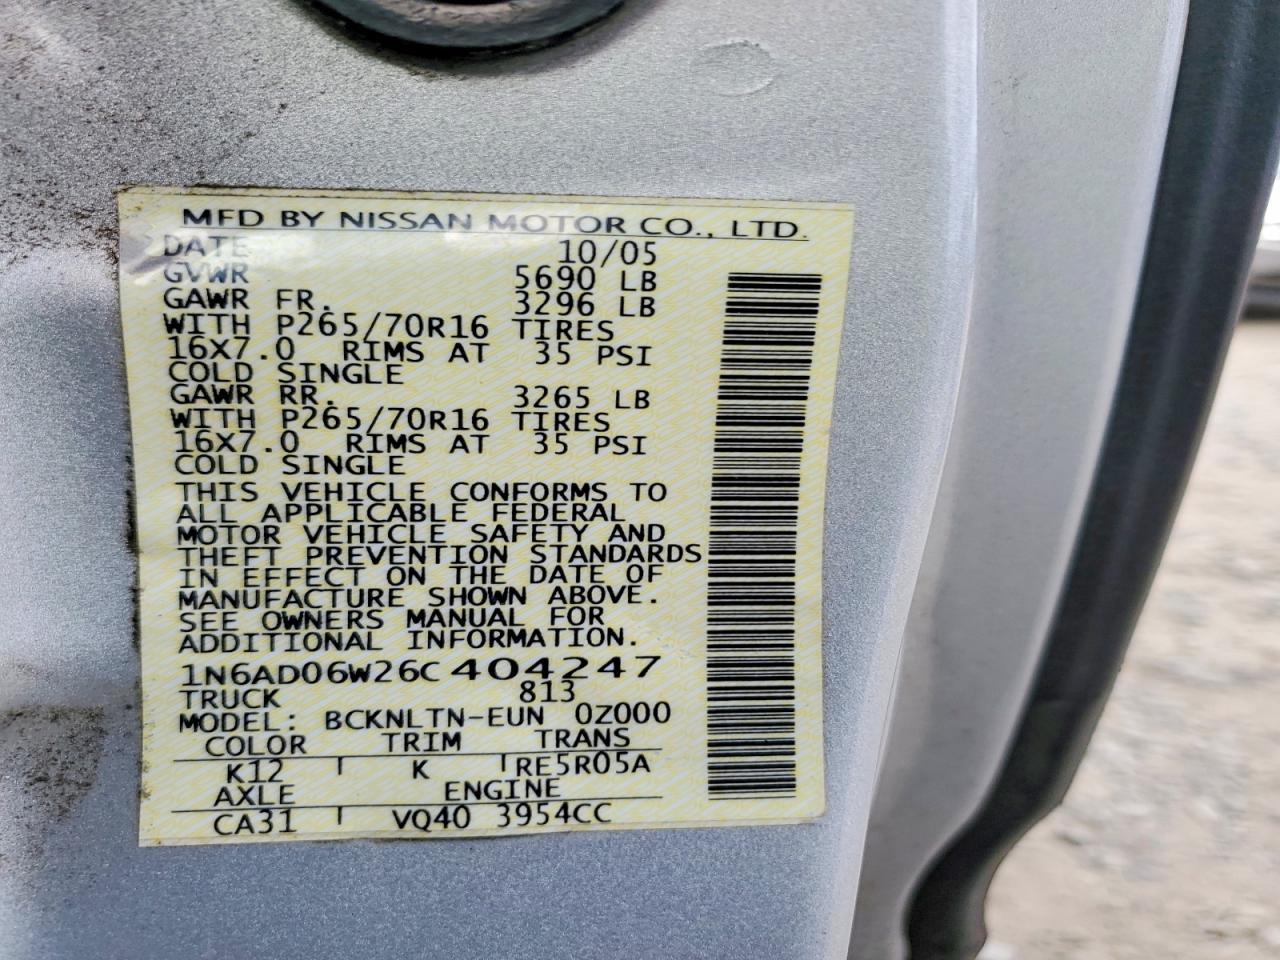 MFD BY NISSAN MOTOR CO., LTD.
DATE 10/05
GVWR 5690 LB
GAWR FR. 3296 LB
WITH P265/70R16 TIRES
16X7.0 RIMS AT 35 PSI
COLD SINGLE
GAWR RR. 3265 LB
WITH P265/70R16 TIRES
16X7.0 RIMS AT 35 PSI
COLD SINGLE
THIS VEHICLE CONFORMS TO
ALL APPLICABLE FEDERAL
MOTOR VEHICLE SAFETY AND
THEFT PREVENTION STANDARDS
IN EFFECT ON THE DATE OF
MANUFACTURE SHOWN ABOVE.
SEE OWNERS MANUAL FOR
ADDITIONAL INFORMATION.
1N6AD06W26C404247
TRUCK 813
MODEL: BCKNLTN-EUN 0Z000
COLOR TRIM TRANS
K12 K RE5R05A
AXLE ENGINE
CA31 VQ40 3954CC